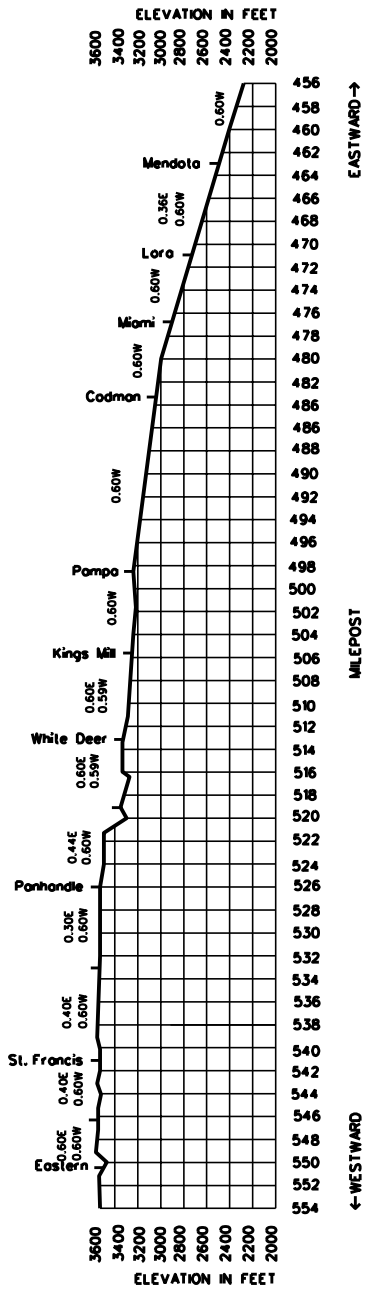 ELEVATION IN FEET
3600 3400 3200 3000 2800 2600 2400 2200 2000
456
458
0.60W
460
EASTWARD→
462
Mendota
464
466
0.36E
0.60W
468
470
Lora
472
0.60W
474
476
Miami
478
480
0.60W
482
Codman
486
486
488
490
0.60W
492
494
496
Pampa
498
500
0.60W
502
MILEPOST
504
Kings Mill
506
508
0.60E
0.59W
510
512
White Deer
514
0.60E
0.59W
516
518
520
0.44E
0.60W
522
524
Panhandle
526
528
0.30E
0.60W
530
532
534
0.40E
0.60W
536
538
540
St. Francis
542
0.40E
0.60W
544
546
0.60E
0.60W
548
←WESTWARD
Eastern
550
552
554
3600 3400 3200 3000 2800 2600 2400 2200 2000
ELEVATION IN FEET